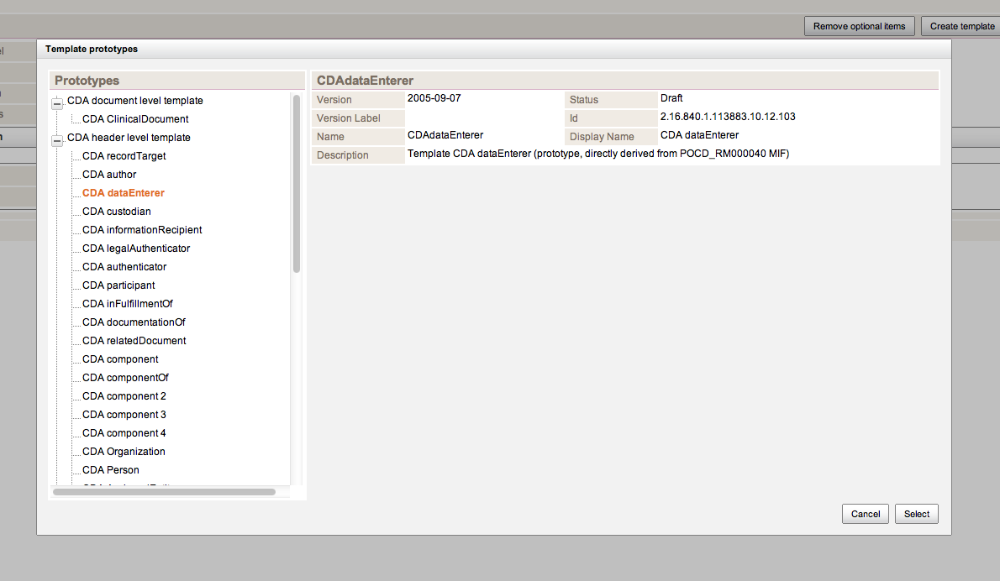 Remove optional items Create template
Template prototypes
Prototypes
CDA document level template
CDA ClinicalDocument
CDA header level template
CDA recordTarget
CDA author
CDA dataEnterer
CDA custodian
CDA informationRecipient
CDA legalAuthenticator
CDA authenticator
CDA participant
CDA inFulfillmentOf
CDA documentationOf
CDA relatedDocument
CDA component
CDA componentOf
CDA component 2
CDA component 3
CDA component 4
CDA Organization
CDA Person
CDAdataEnterer
Version 2005-09-07 Status Draft
Version Label Id 2.16.840.1.113883.10.12.103
Name CDAdataEnterer Display Name CDA dataEnterer
Description Template CDA dataEnterer (prototype, directly derived from POCD_RM000040 MIF)
Cancel Select